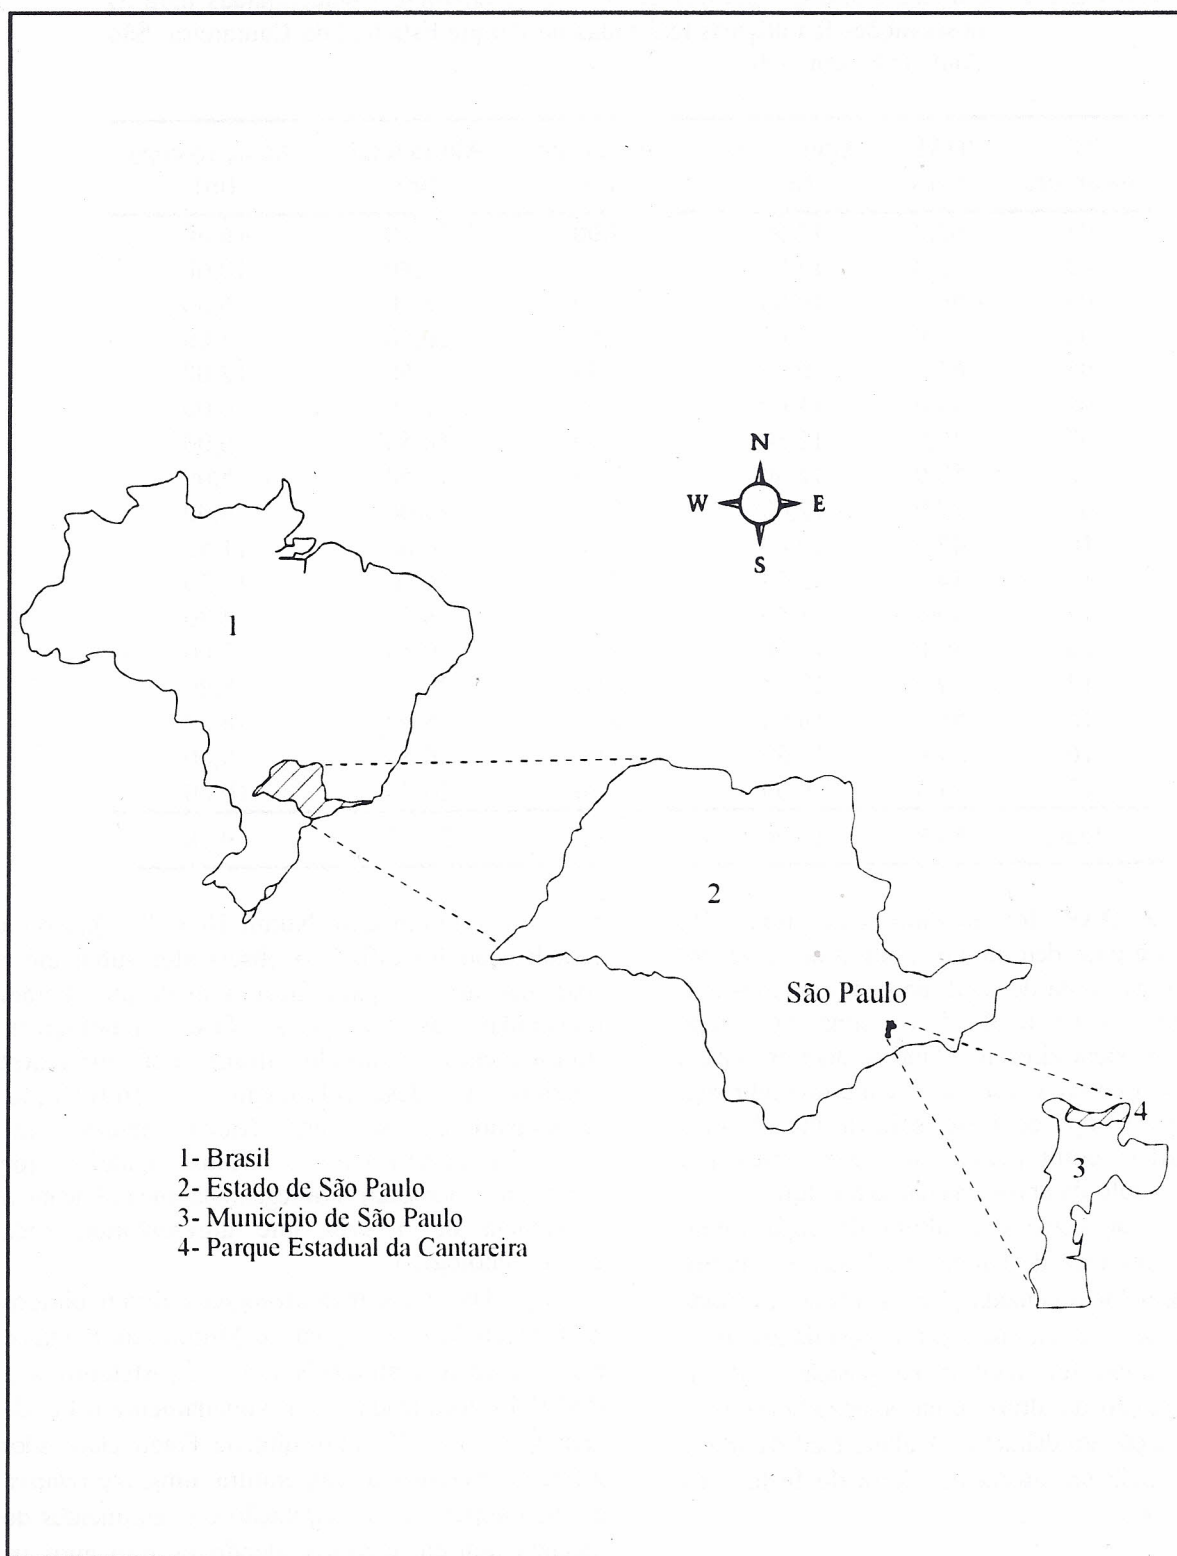 N
W E
S
1
2
São Paulo
4
3
1- Brasil
2- Estado de São Paulo
3- Município de São Paulo
4- Parque Estadual da Cantareira